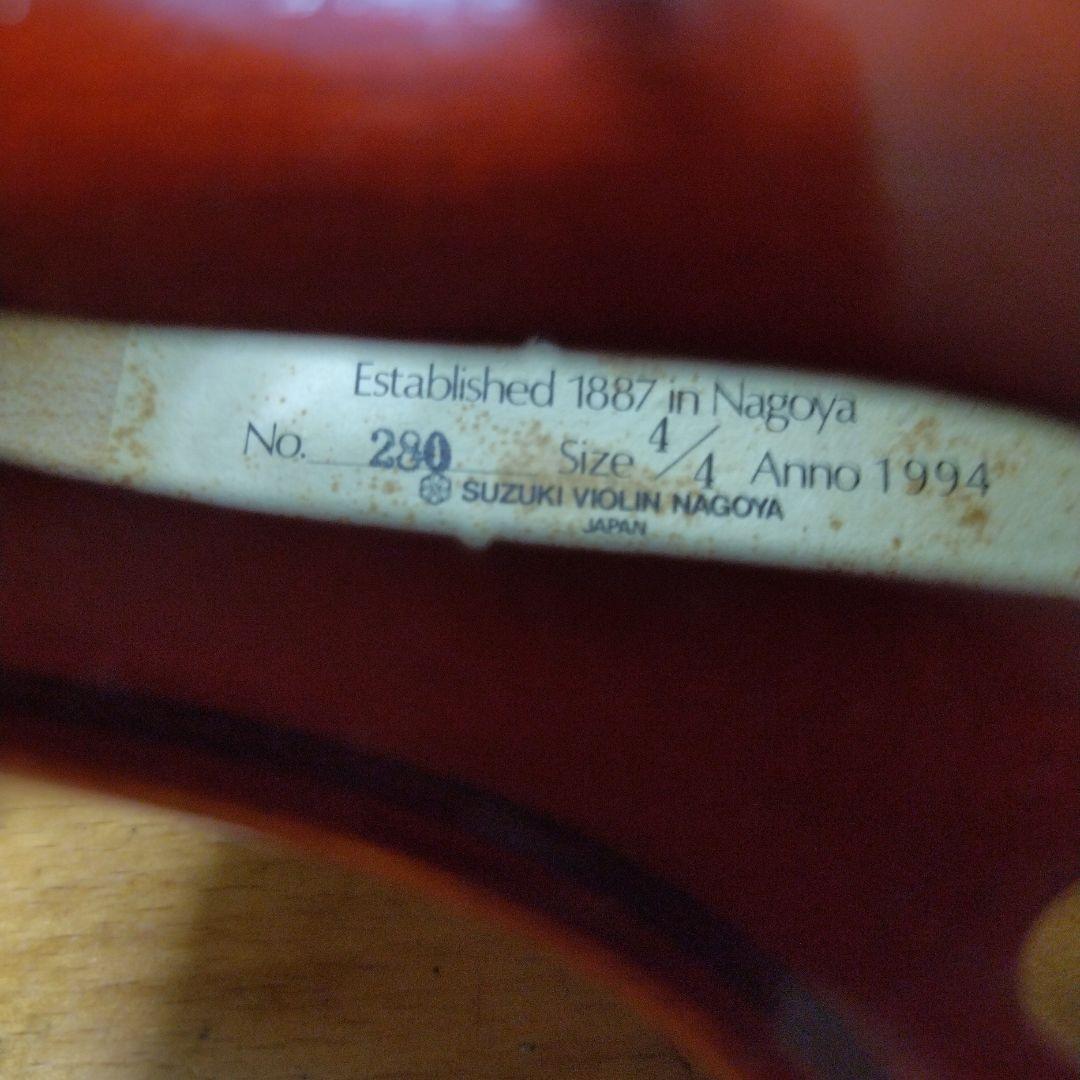 Established 1887 in Nagoya
No. 280 Size 4/4 Anno 1994
SUZUKI VIOLIN NAGOYA
JAPAN